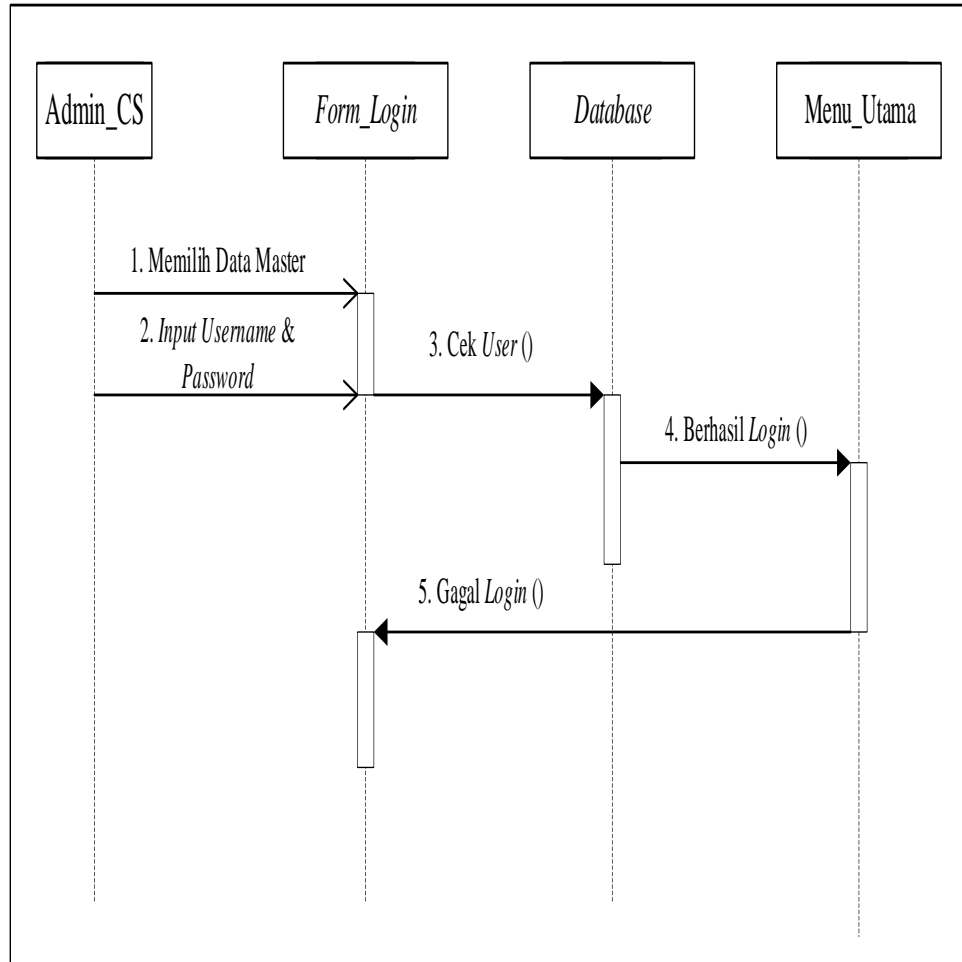 Admin_CS
Form_Login
Database
Menu_Utama
1. Memilih Data Master
2. Input Username &
Password
3. Cek User ()
4. Berhasil Login ()
5. Gagal Login ()